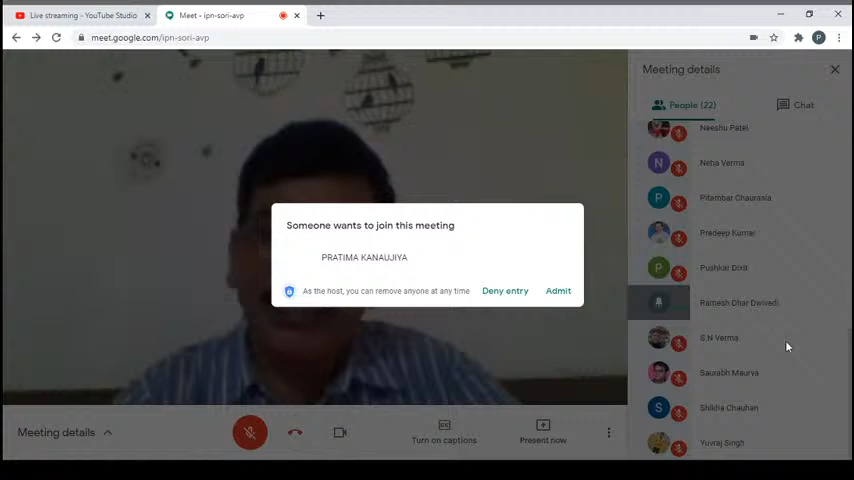 Live streaming - YouTube Studio
Meet - ipn-sori-avp
meet.google.com/ipn-sori-avp
P
Meeting details
People (22)
Chat
Neeshu Patel
N
Neha Verma
P
Pitambar Chaurasia
Pradeep Kumar
P
Pushkar Dixit
Ramesh Dhar Dwivedi
S.N Verma
Saurabh Maurya
S
Shikha Chauhan
Yuvraj Singh
Someone wants to join this meeting
PRATIMA KANAUJIYA
As the host, you can remove anyone at any time
Deny entry
Admit
Meeting details
CC
Turn on captions
Present now